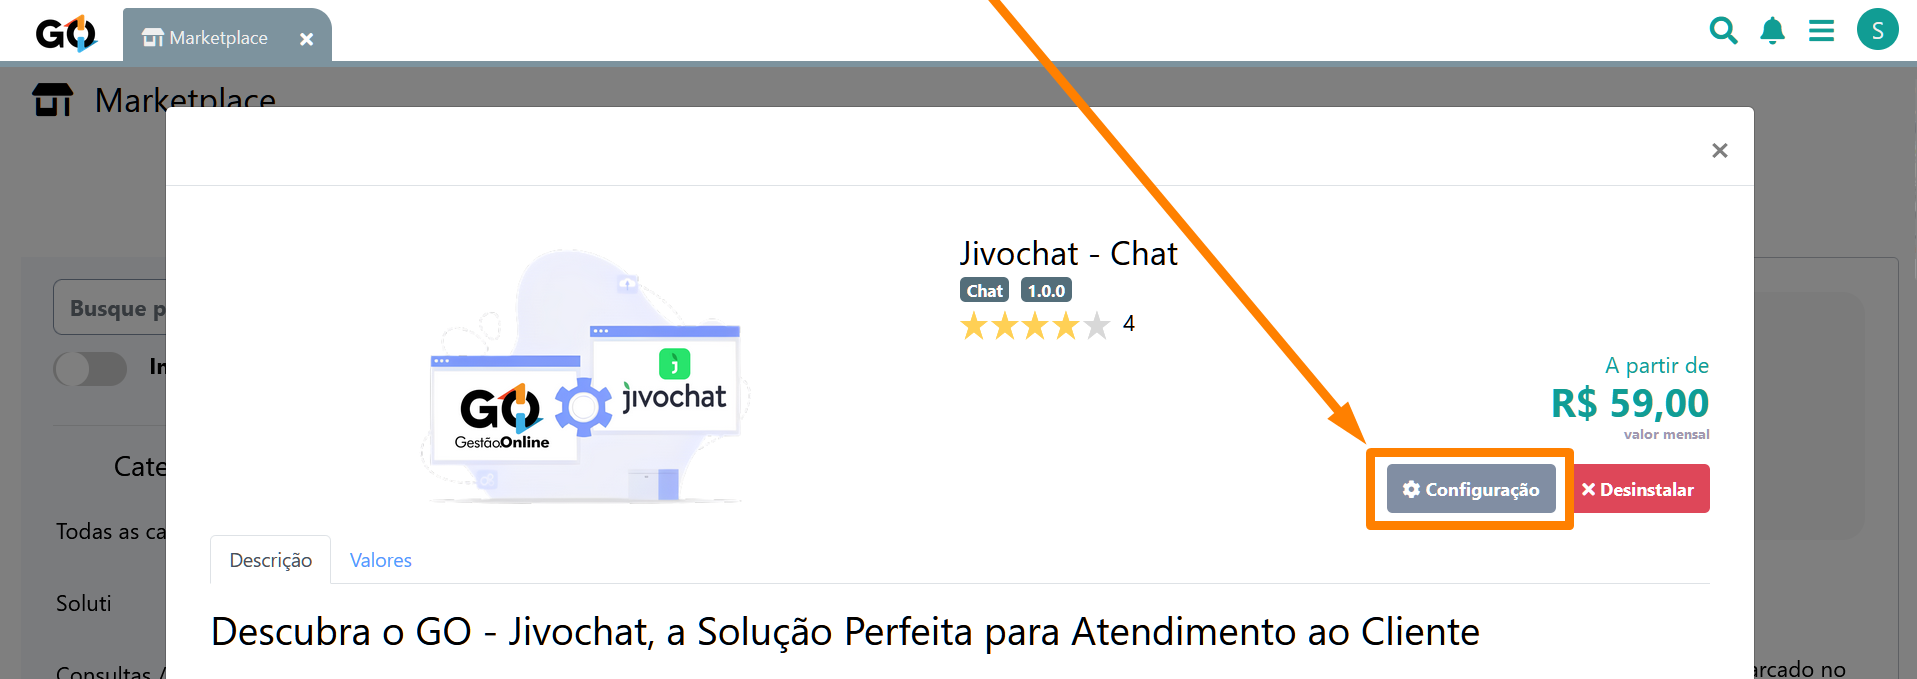 GO
Marketplace
S
Marketplace
×
Jivochat - Chat
Chat 1.0.0
4
A partir de
R$ 59,00
valor mensal
Configuração
Desinstalar
GO
GestãoOnline
jivochat
Busque p
In
Cate
Todas as ca
Soluti
Consultas /
Descrição
Valores
Descubra o GO - Jivochat, a Solução Perfeita para Atendimento ao Cliente
arcado no